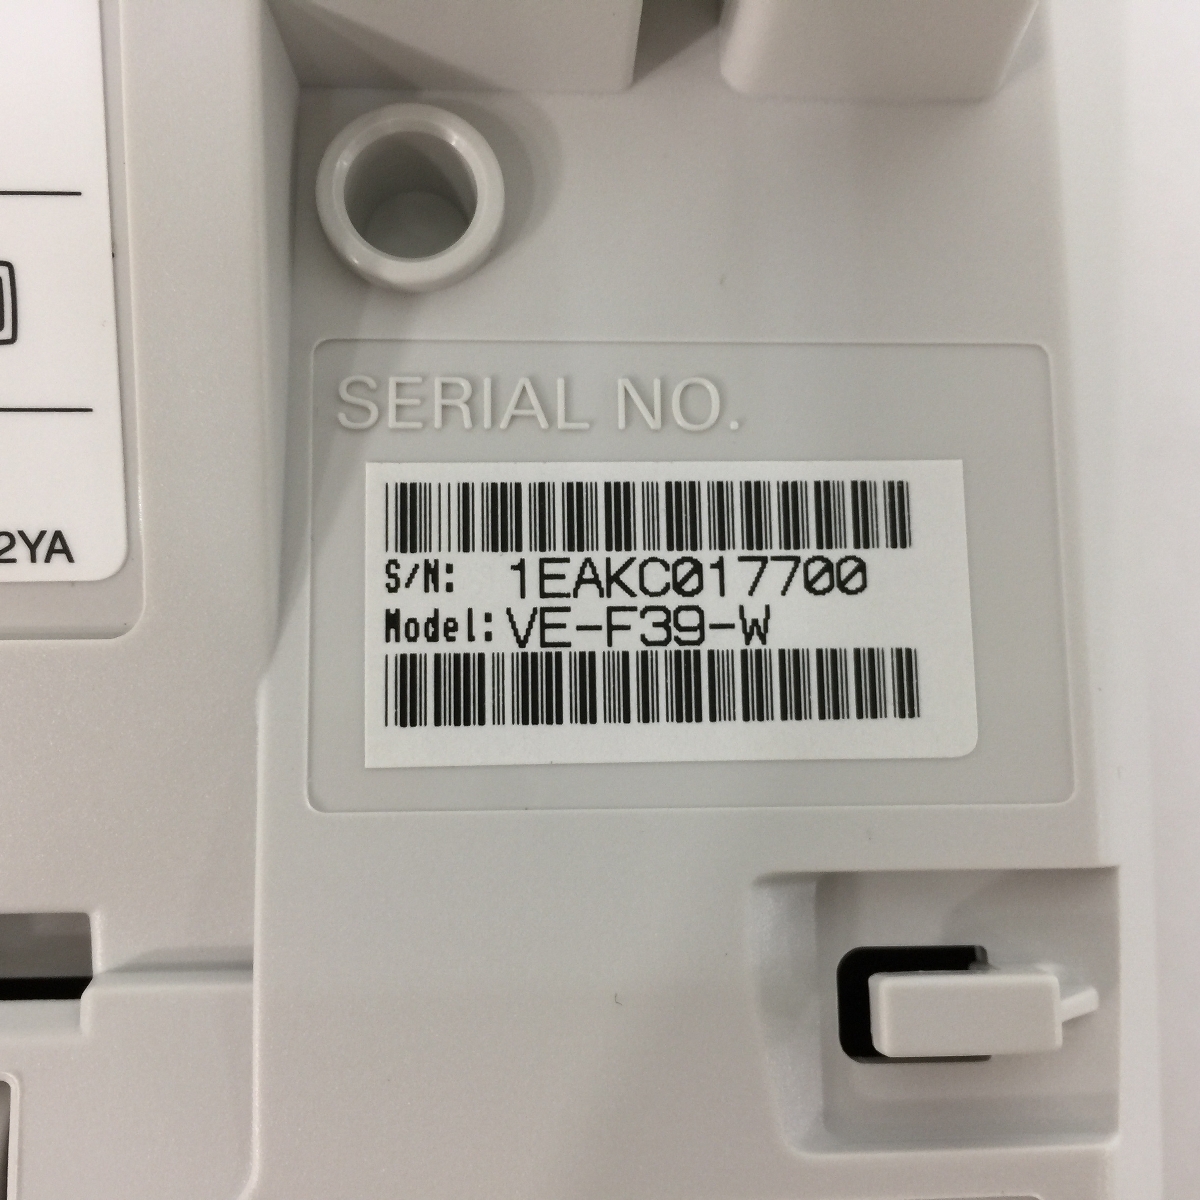 SERIAL NO.
S/N: 1EAKC017700
Model: VE-F39-W
2YA